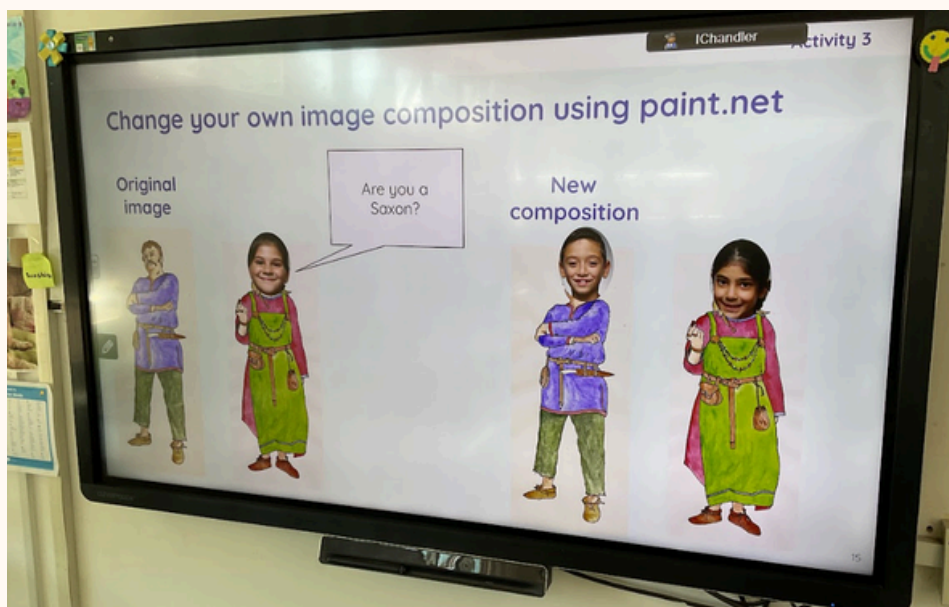 IChandler
Activity 3
Change your own image composition using paint.net
Original
image
Are you a
Saxon?
New
composition
15